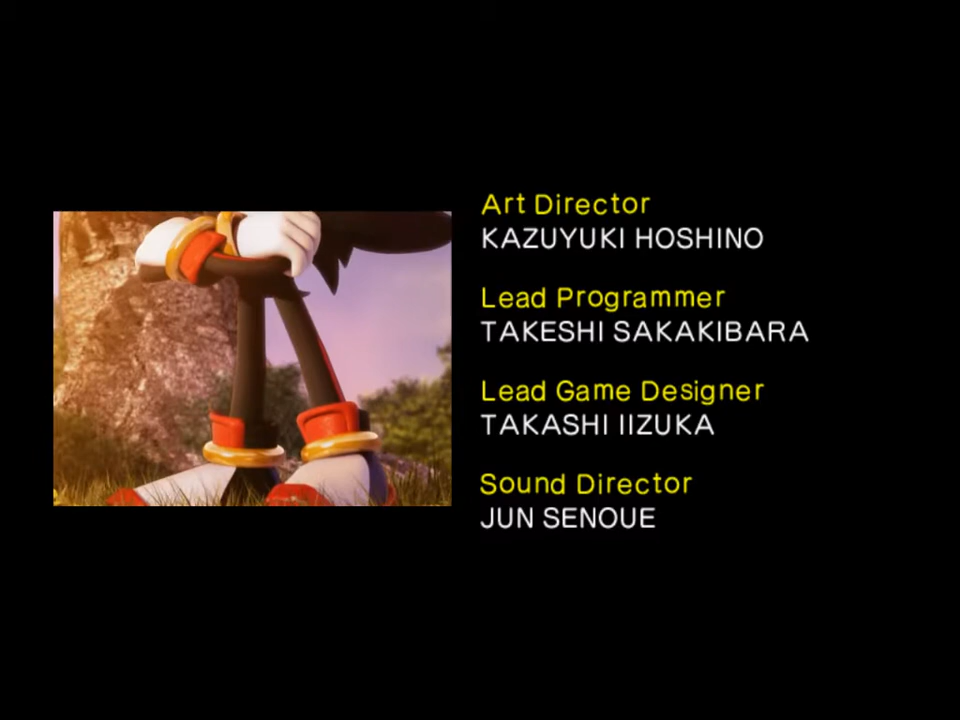 Art Director
KAZUYUKI HOSHINO
Lead Programmer
TAKESHI SAKAKIBARA
Lead Game Designer
TAKASHI IIZUKA
Sound Director
JUN SENOUE